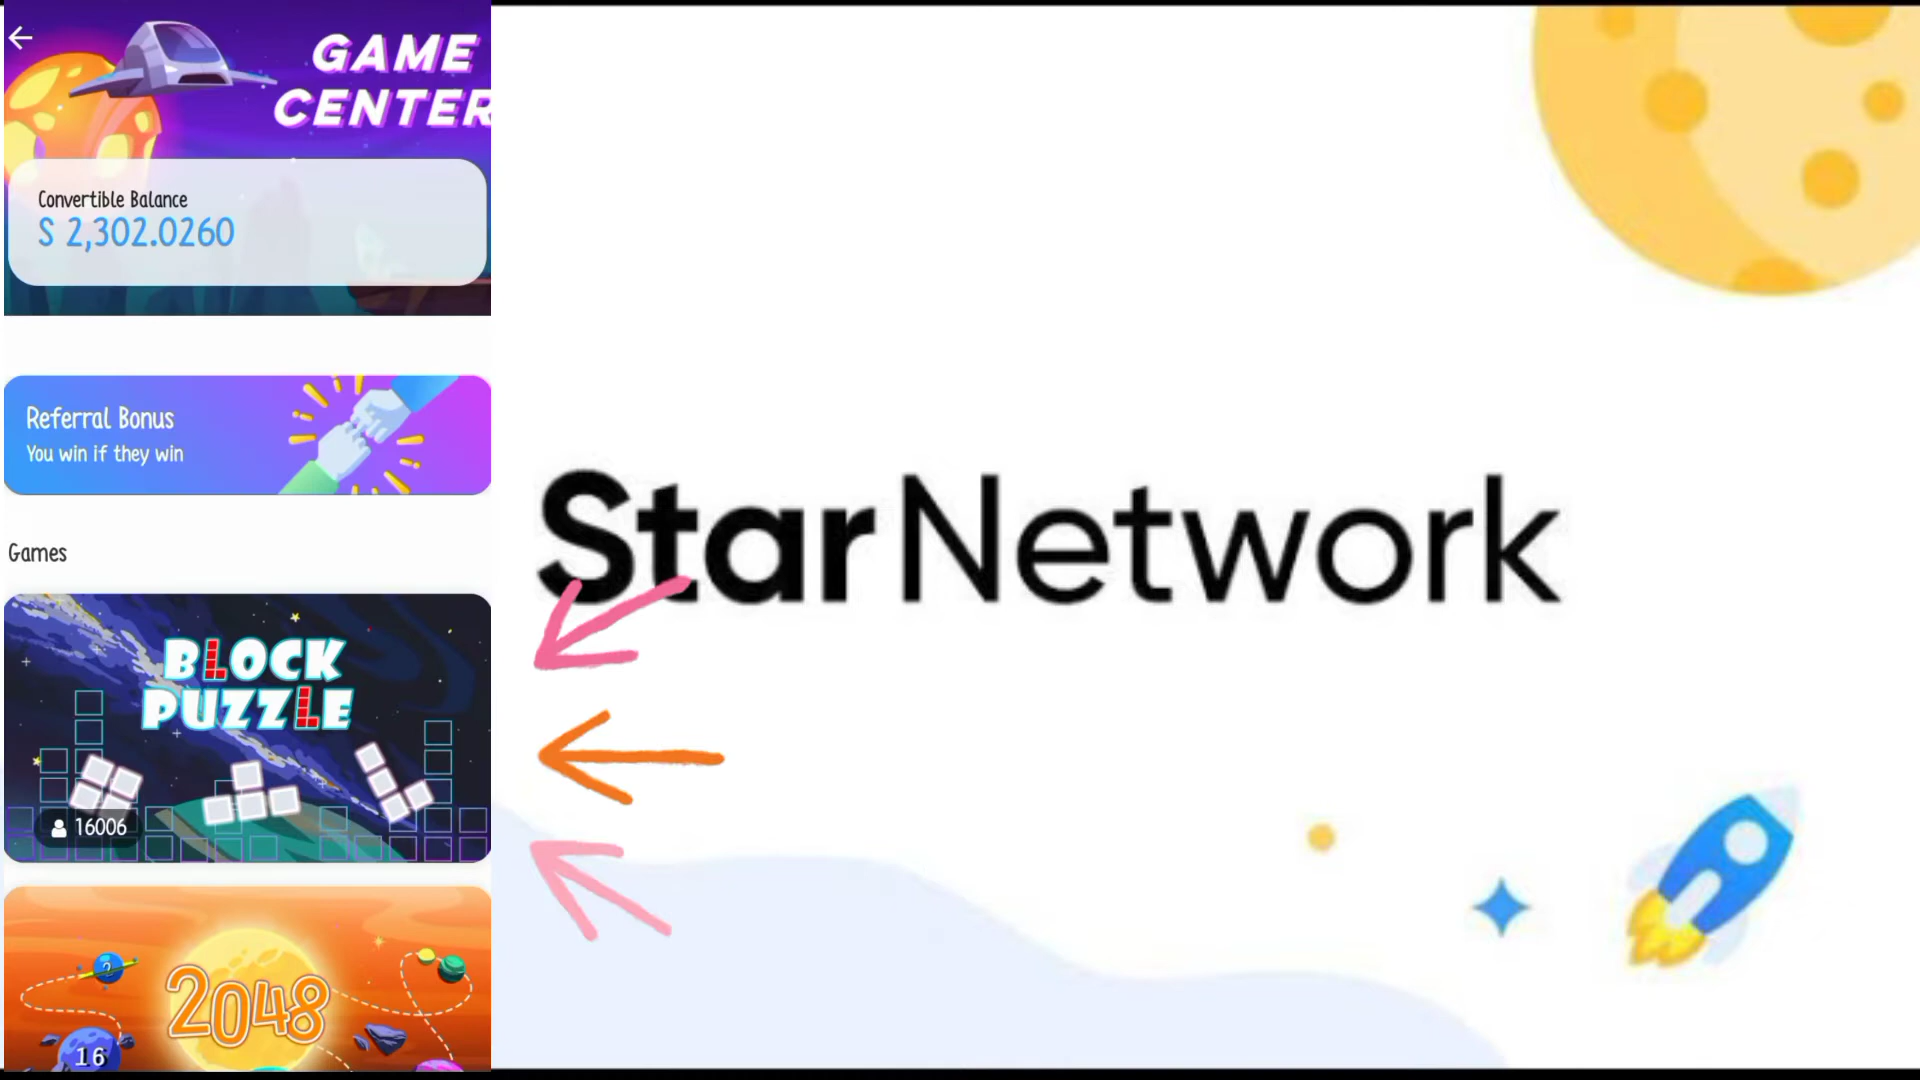 GAME
CENTER
Convertible Balance
S 2,302.0260
Referral Bonus
You win if they win
Games
BLOCK
PUZZLE
16006
2
2048
16
StarNetwork